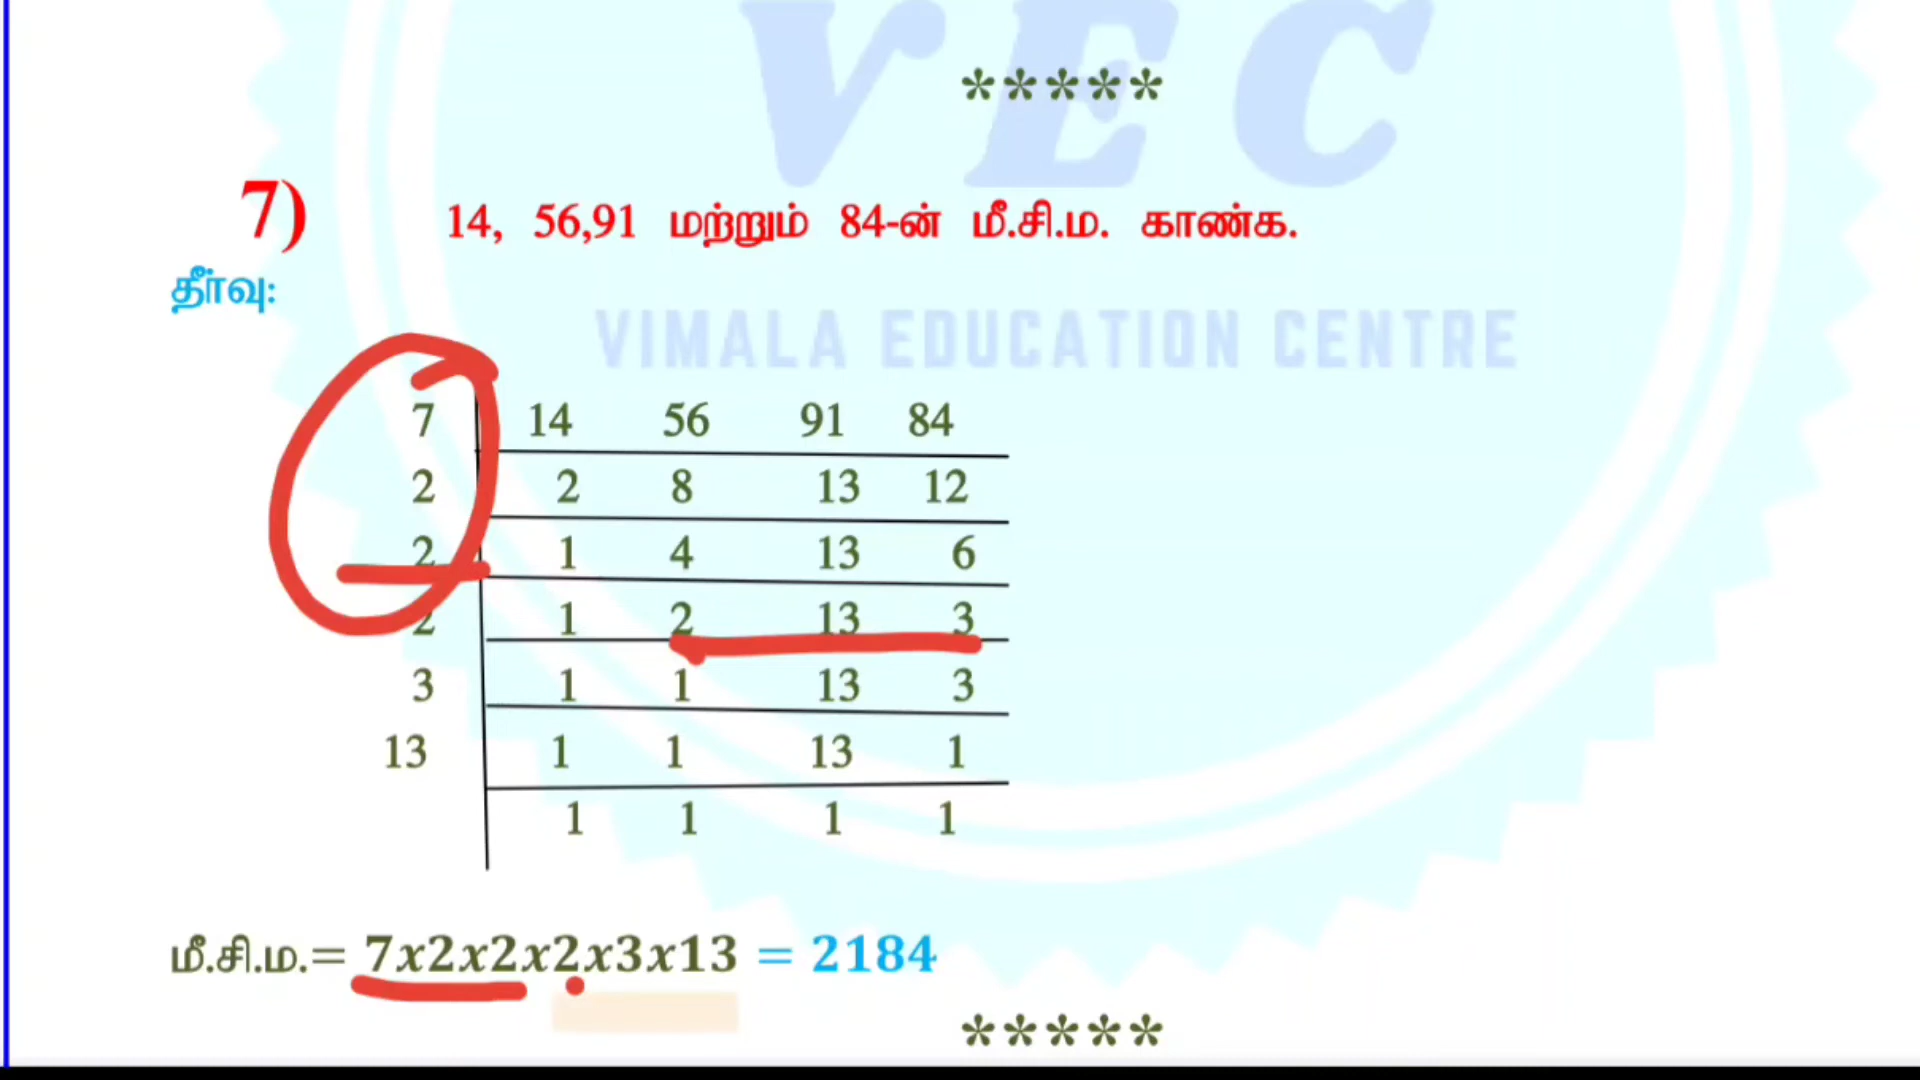 VEC
*****
7) 14, 56,91 மற்றும் 84-ன் மீ.சி.ம. காண்க.
தீர்வு:
VIMALA EDUCATION CENTRE
7 14 56 91 84
2 2 8 13 12
2 1 4 13 6
2 1 2 13 3
3 1 1 13 3
13 1 1 13 1
1 1 1 1
மீ.சி.ம.= 7x2x2x2x3x13 = 2184
*****